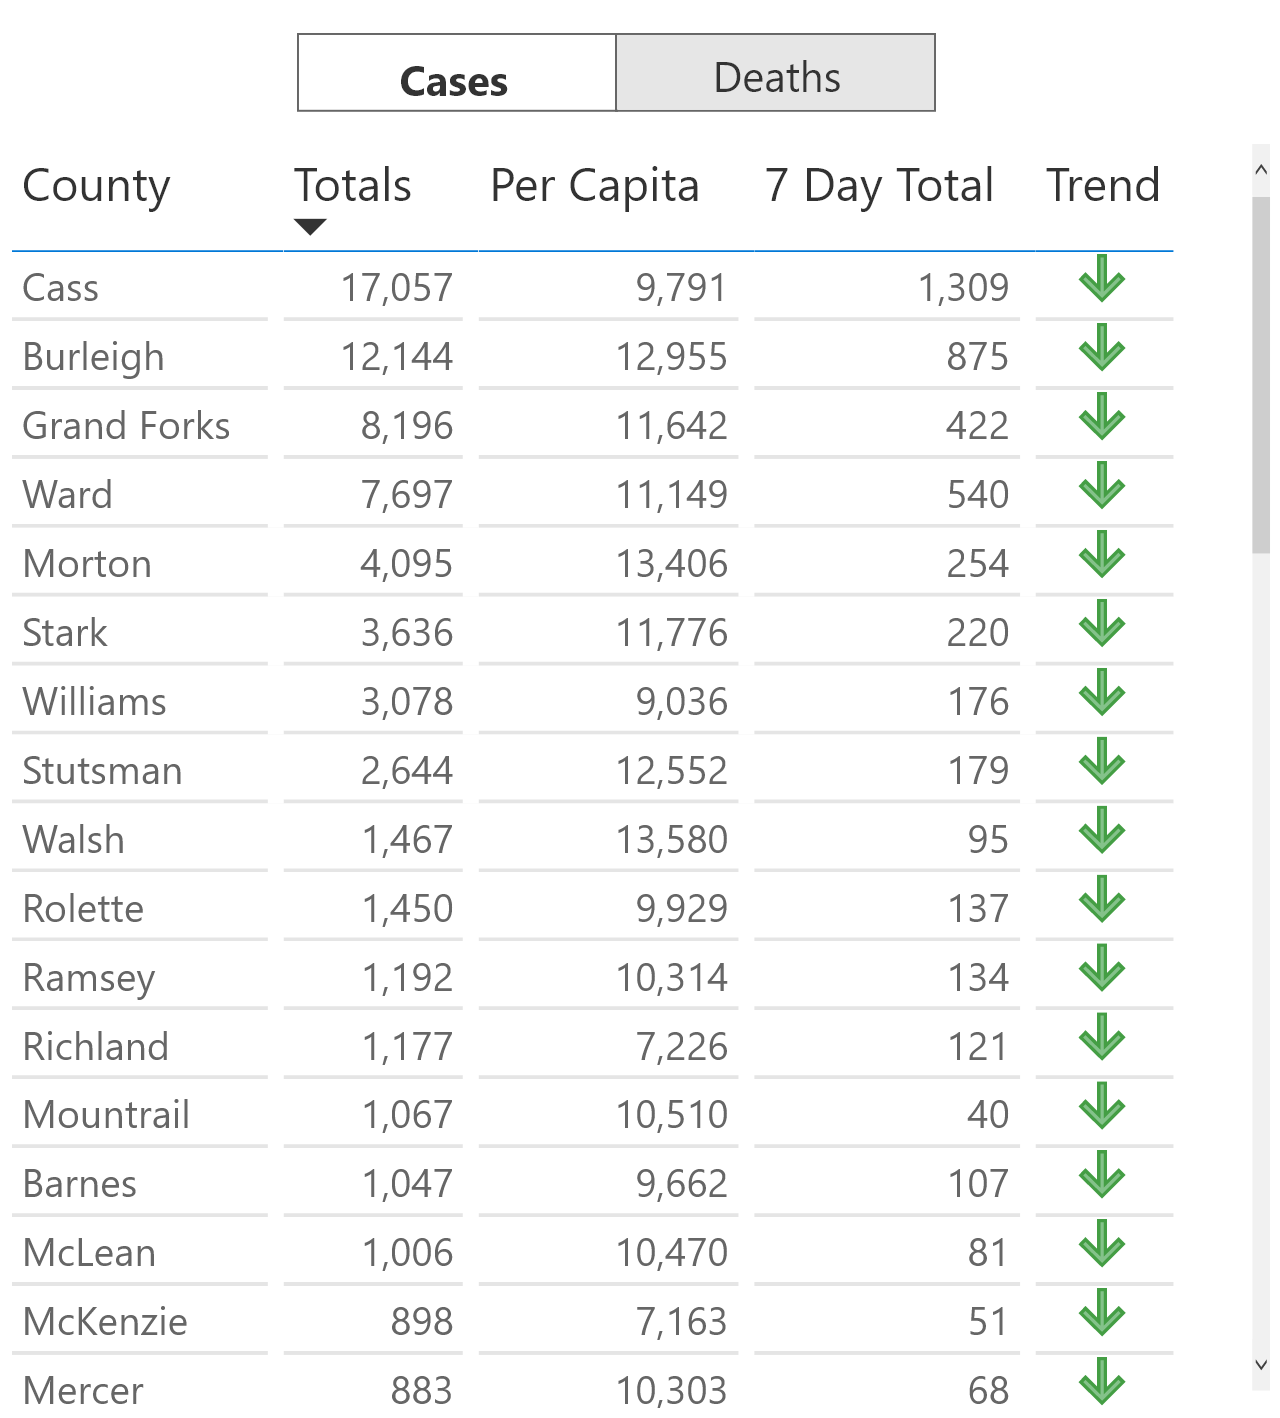 Cases Deaths
County Totals Per Capita 7 Day Total Trend
Cass 17,057 9,791 1,309
Burleigh 12,144 12,955 875
Grand Forks 8,196 11,642 422
Ward 7,697 11,149 540
Morton 4,095 13,406 254
Stark 3,636 11,776 220
Williams 3,078 9,036 176
Stutsman 2,644 12,552 179
Walsh 1,467 13,580 95
Rolette 1,450 9,929 137
Ramsey 1,192 10,314 134
Richland 1,177 7,226 121
Mountrail 1,067 10,510 40
Barnes 1,047 9,662 107
McLean 1,006 10,470 81
McKenzie 898 7,163 51
Mercer 883 10,303 68